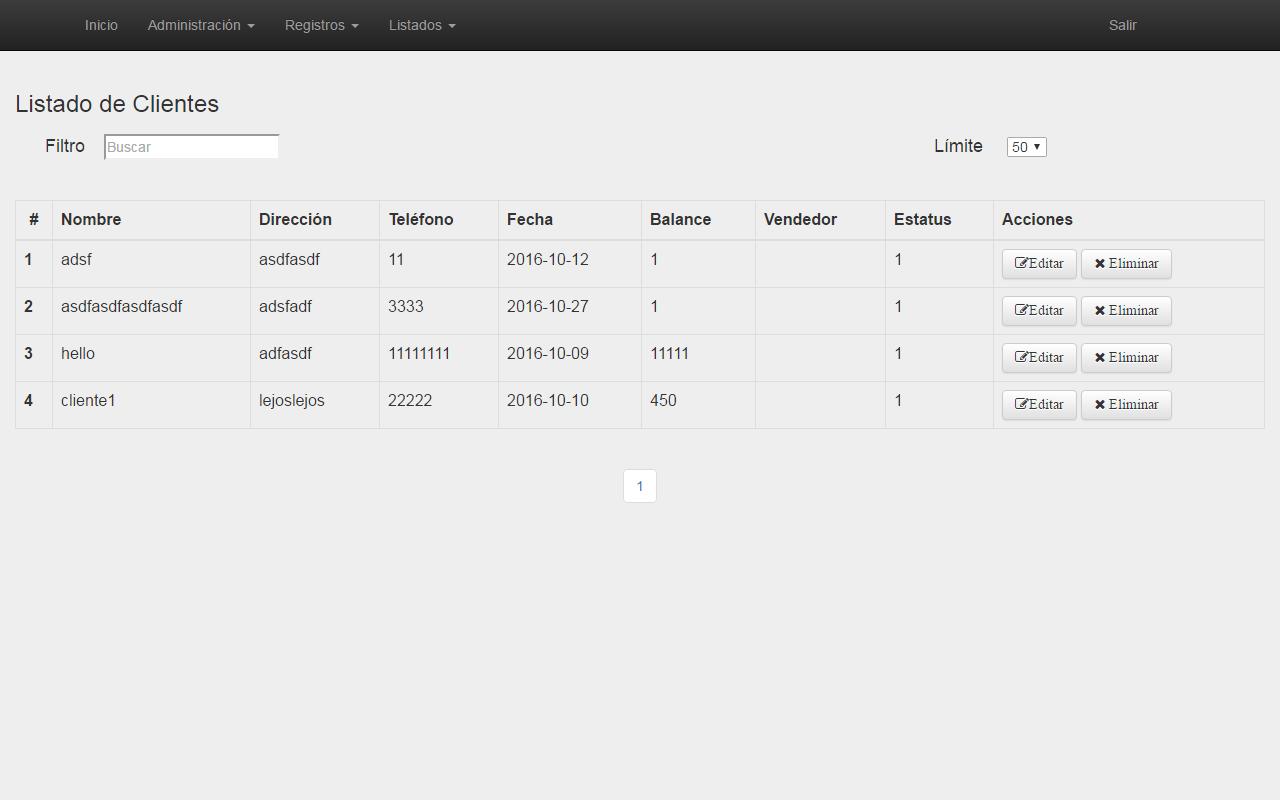 Inicio Administración Registros Listados Salir
Listado de Clientes
Filtro Buscar Límite 50
# Nombre Dirección Teléfono Fecha Balance Vendedor Estatus Acciones
1 adsf asdfasdf 11 2016-10-12 1 1 Editar Eliminar
2 asdfasdfasdfasdf adsfadf 3333 2016-10-27 1 1 Editar Eliminar
3 hello adfasdf 11111111 2016-10-09 11111 1 Editar Eliminar
4 cliente1 lejoslejos 22222 2016-10-10 450 1 Editar Eliminar
1